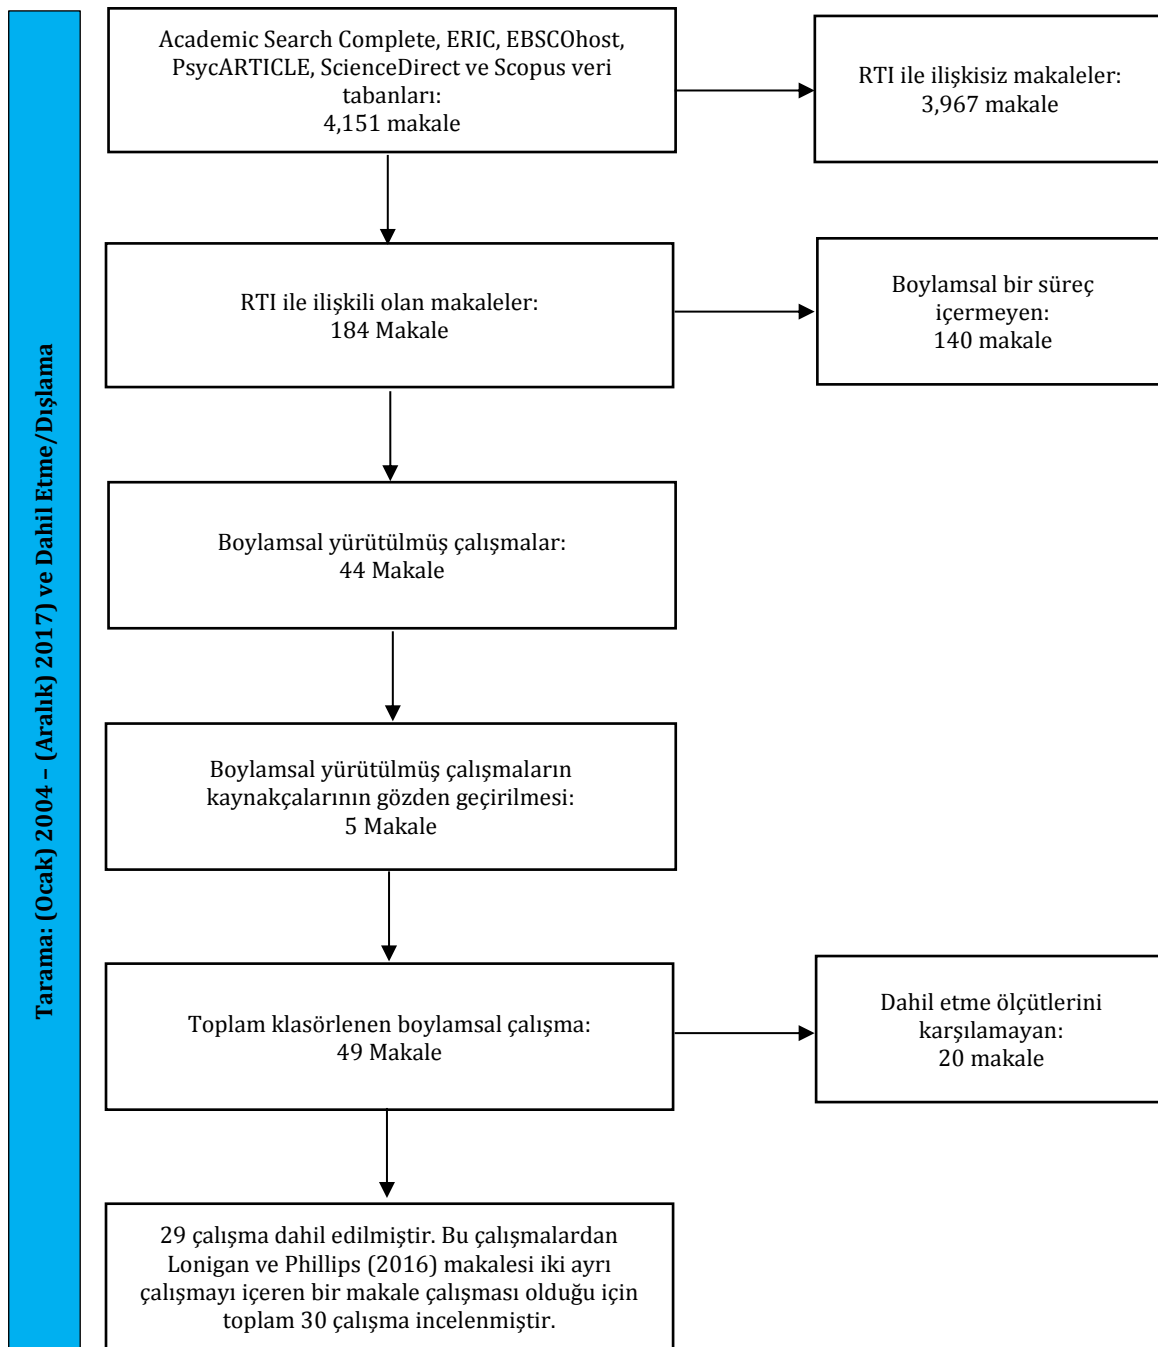 Tarama: (Ocak) 2004 – (Aralık) 2017) ve Dahil Etme/Dışlama
Academic Search Complete, ERIC, EBSCOhost,
PsycARTICLE, ScienceDirect ve Scopus veri
tabanları:
4,151 makale
RTI ile ilişkisiz makaleler:
3,967 makale
RTI ile ilişkili olan makaleler:
184 Makale
Boylamsal bir süreç
içermeyen:
140 makale
Boylamsal yürütülmüş çalışmalar:
44 Makale
Boylamsal yürütülmüş çalışmaların
kaynakçalarının gözden geçirilmesi:
5 Makale
Toplam klasörlenen boylamsal çalışma:
49 Makale
Dahil etme ölçütlerini
karşılamayan:
20 makale
29 çalışma dahil edilmiştir. Bu çalışmalardan
Lonigan ve Phillips (2016) makalesi iki ayrı
çalışmayı içeren bir makale çalışması olduğu için
toplam 30 çalışma incelenmiştir.